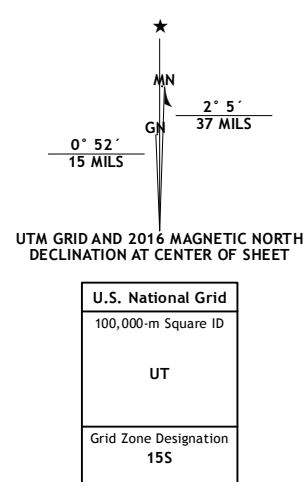 ★
MN
GN
2° 5´
37 MILS
0° 52´
15 MILS
UTM GRID AND 2016 MAGNETIC NORTH
DECLINATION AT CENTER OF SHEET
U.S. National Grid
100,000-m Square ID
UT
Grid Zone Designation
15S